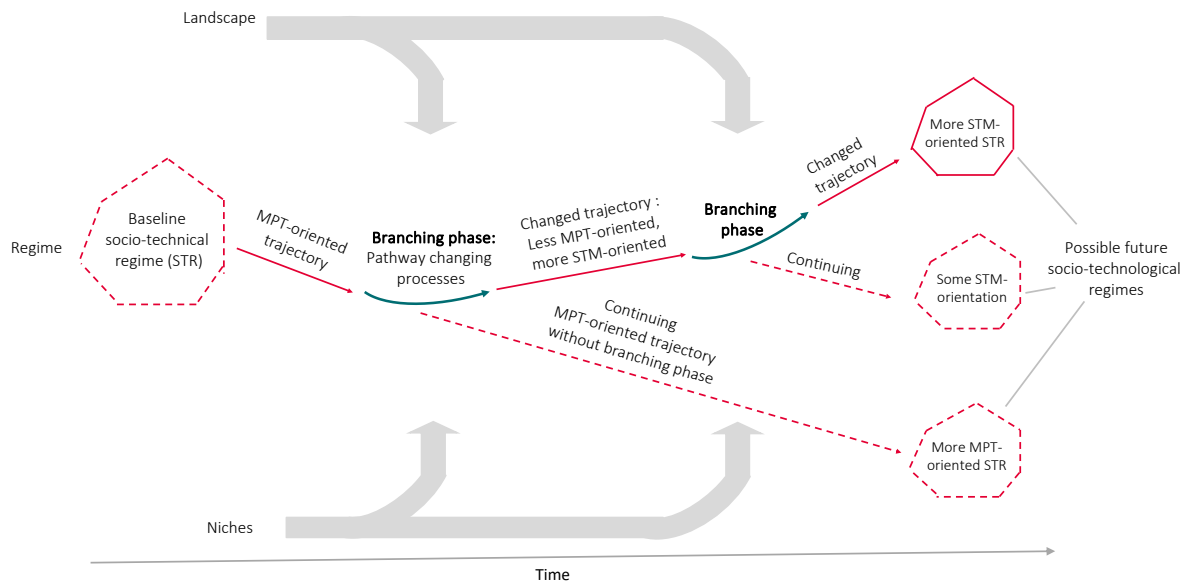 Landscape
More STM-
oriented STR
Changed
trajectory
Baseline
socio-technical
regime (STR)
Regime
MPT-oriented
trajectory
Branching phase:
Pathway changing
processes
Changed trajectory :
Less MPT-oriented,
more STM-oriented
Branching
phase
Continuing
Some STM-
orientation
Possible future
socio-technological
regimes
Continuing
MPT-oriented trajectory
without branching phase
More MPT-
oriented STR
Niches
Time